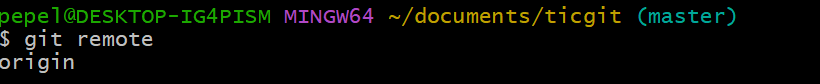 pepel@DESKTOP-IG4PISM MINGW64 ~/documents/ticgit (master)
$ git remote
origin